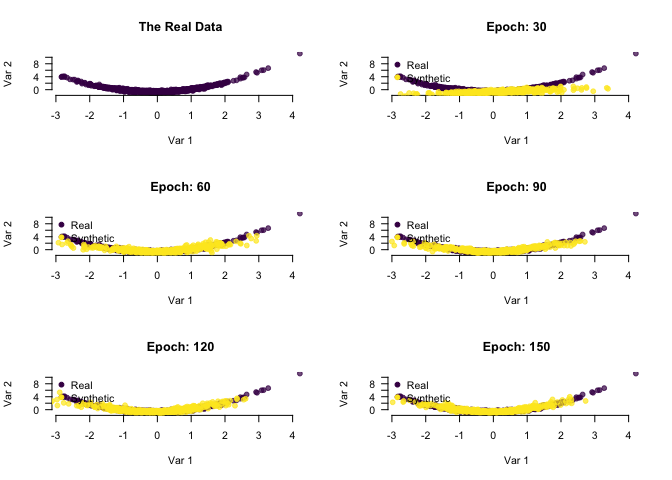 The Real Data
Var 2
8
4
0
-3 -2 -1 0 1 2 3 4
Var 1
Epoch: 30
Var 2
8
4
0
Real
Synthetic
-3 -2 -1 0 1 2 3 4
Var 1
Epoch: 60
Var 2
8
4
0
Real
Synthetic
-3 -2 -1 0 1 2 3 4
Var 1
Epoch: 90
Var 2
8
4
0
Real
Synthetic
-3 -2 -1 0 1 2 3 4
Var 1
Epoch: 120
Var 2
8
4
0
Real
Synthetic
-3 -2 -1 0 1 2 3 4
Var 1
Epoch: 150
Var 2
8
4
0
Real
Synthetic
-3 -2 -1 0 1 2 3 4
Var 1